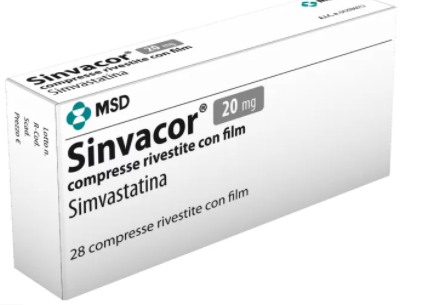 Sinvacor® 20 mg
compresse rivestite con film
Simvastatina
A.I.C. n.
MSD
Sinvacor® 20 mg
compresse rivestite con film
Simvastatina
28 compresse rivestite con film
Lotto n.
Scad.
Prezzo €